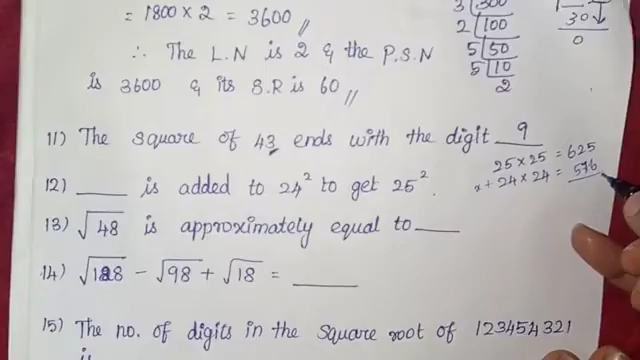 = 1800 × 2 = 3600 //
∴ The L.N is 2 & the P.S.N
is 3600 & its S.R is 60 //
3 | 300
2 | 100
5 | 50
5 | 10
2
30
0
11) The square of 43 ends with the digit 9
25 × 25 = 625
x + 24 × 24 = 576
12) ____ is added to 24² to get 25².
13) √48 is approximately equal to ____
14) √128 - √98 + √18 = ____
15) The no. of digits in the square root of 123454321
is